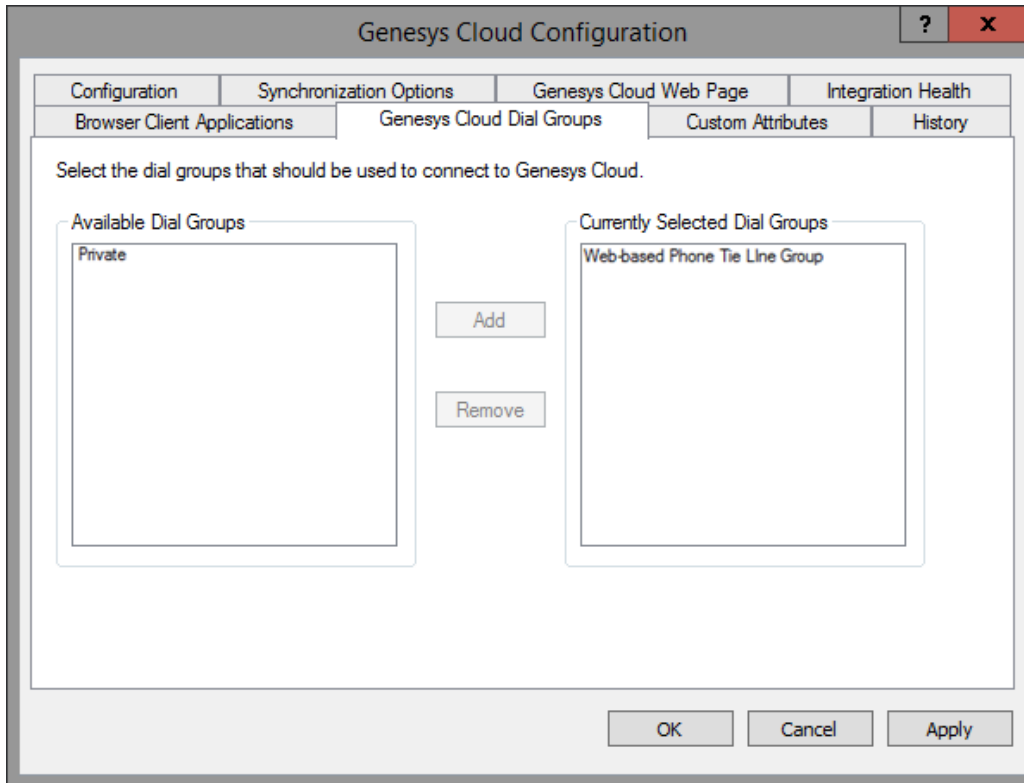 Genesys Cloud Configuration
? x
Configuration Synchronization Options Genesys Cloud Web Page Integration Health
Browser Client Applications Genesys Cloud Dial Groups Custom Attributes History
Select the dial groups that should be used to connect to Genesys Cloud.
Available Dial Groups Currently Selected Dial Groups
Private Web-based Phone Tie LIne Group
Add
Remove
OK Cancel Apply